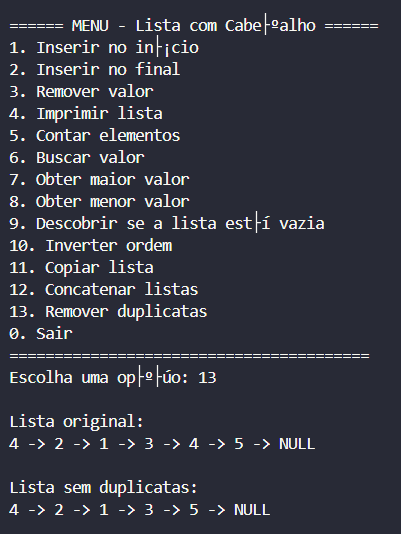 ====== MENU - Lista com Cabe├ºalho ======
1. Inserir no in├¡cio
2. Inserir no final
3. Remover valor
4. Imprimir lista
5. Contar elementos
6. Buscar valor
7. Obter maior valor
8. Obter menor valor
9. Descobrir se a lista est├í vazia
10. Inverter ordem
11. Copiar lista
12. Concatenar listas
13. Remover duplicatas
0. Sair
========================================
Escolha uma op├º├úo: 13
Lista original:
4 -> 2 -> 1 -> 3 -> 4 -> 5 -> NULL
Lista sem duplicatas:
4 -> 2 -> 1 -> 3 -> 5 -> NULL